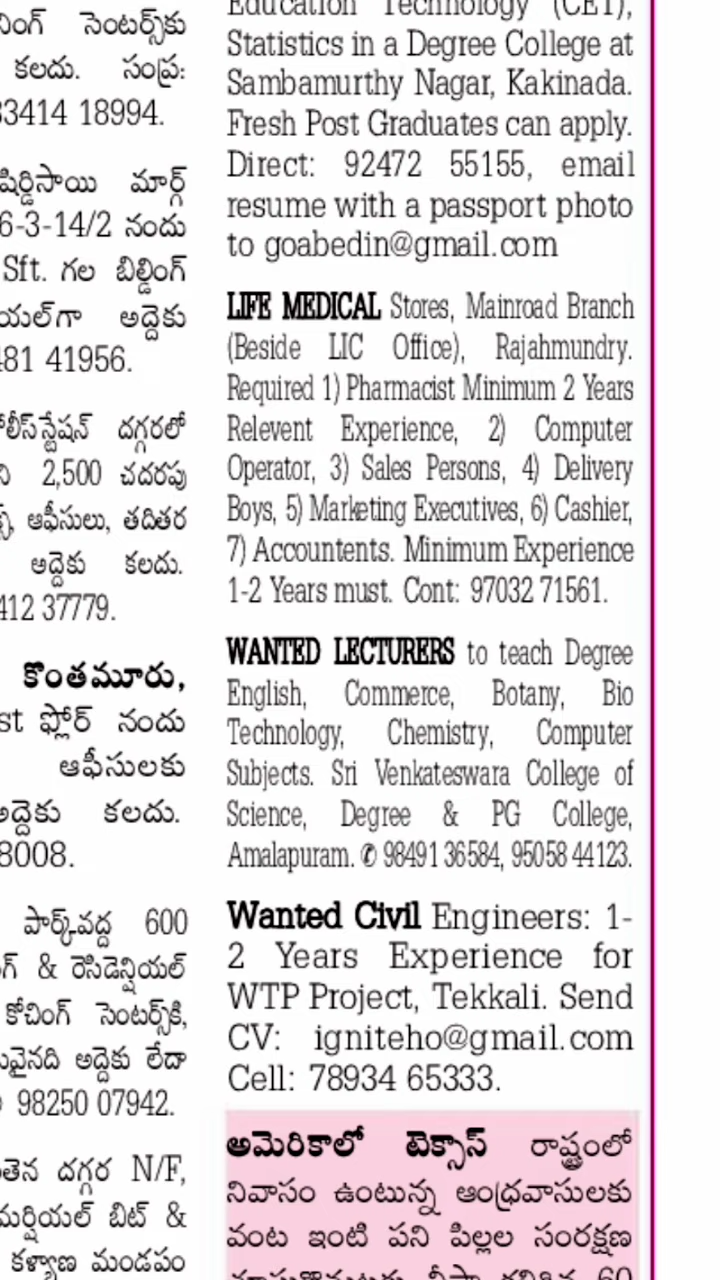 నింగ్ సెంటర్స్‌కు
కలదు. సంప్ర:
83414 18994.
షిర్డిసాయి మార్గ్
6-3-14/2 నందు
Sft. గల బిల్డింగ్
యల్‌గా అద్దెకు
481 41956.
పోలీస్‌స్టేషన్ దగ్గరలో
ని 2,500 చదరపు
ఆఫీసులు, తదితర
అద్దెకు కలదు.
412 37779.
కొంతమూరు,
st ఫ్లోర్ నందు
ఆఫీసులకు
అద్దెకు కలదు.
8008.
పార్క్‌వద్ద 600
గ్ & రెసిడెన్షియల్
కోచింగ్ సెంటర్స్‌కి,
వైనది అద్దెకు లేదా
98250 07942.
తెన దగ్గర N/F,
మర్షియల్ బిట్ &
కళ్యాణ మండపం
Education Technology (CET),
Statistics in a Degree College at
Sambamurthy Nagar, Kakinada.
Fresh Post Graduates can apply.
Direct: 92472 55155, email
resume with a passport photo
to goabedin@gmail.com
LIFE MEDICAL Stores, Mainroad Branch
(Beside LIC Office), Rajahmundry.
Required 1) Pharmacist Minimum 2 Years
Relevent Experience, 2) Computer
Operator, 3) Sales Persons, 4) Delivery
Boys, 5) Marketing Executives, 6) Cashier,
7) Accountents. Minimum Experience
1-2 Years must. Cont: 97032 71561.
WANTED LECTURERS to teach Degree
English, Commerce, Botany, Bio
Technology, Chemistry, Computer
Subjects. Sri Venkateswara College of
Science, Degree & PG College,
Amalapuram. ✆ 98491 36584, 95058 44123.
Wanted Civil Engineers: 1-
2 Years Experience for
WTP Project, Tekkali. Send
CV: igniteho@gmail.com
Cell: 78934 65333.
అమెరికాలో టెక్సాస్ రాష్ట్రంలో
నివాసం ఉంటున్న ఆంధ్రవాసులకు
వంట ఇంటి పని పిల్లల సంరక్షణ